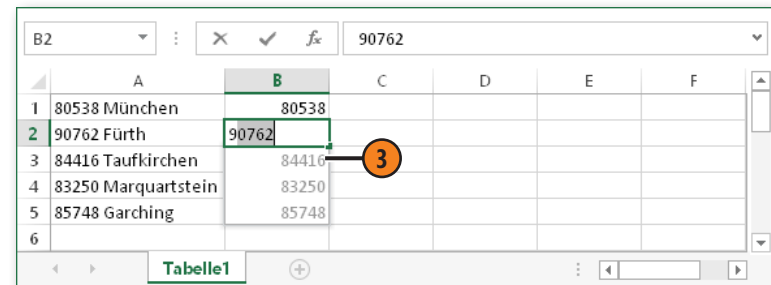 B2 fx 90762
A B C D E F
1 80538 München 80538
2 90762 Fürth 90762
3 84416 Taufkirchen 84416 3
4 83250 Marquartstein 83250
5 85748 Garching 85748
6
Tabelle1